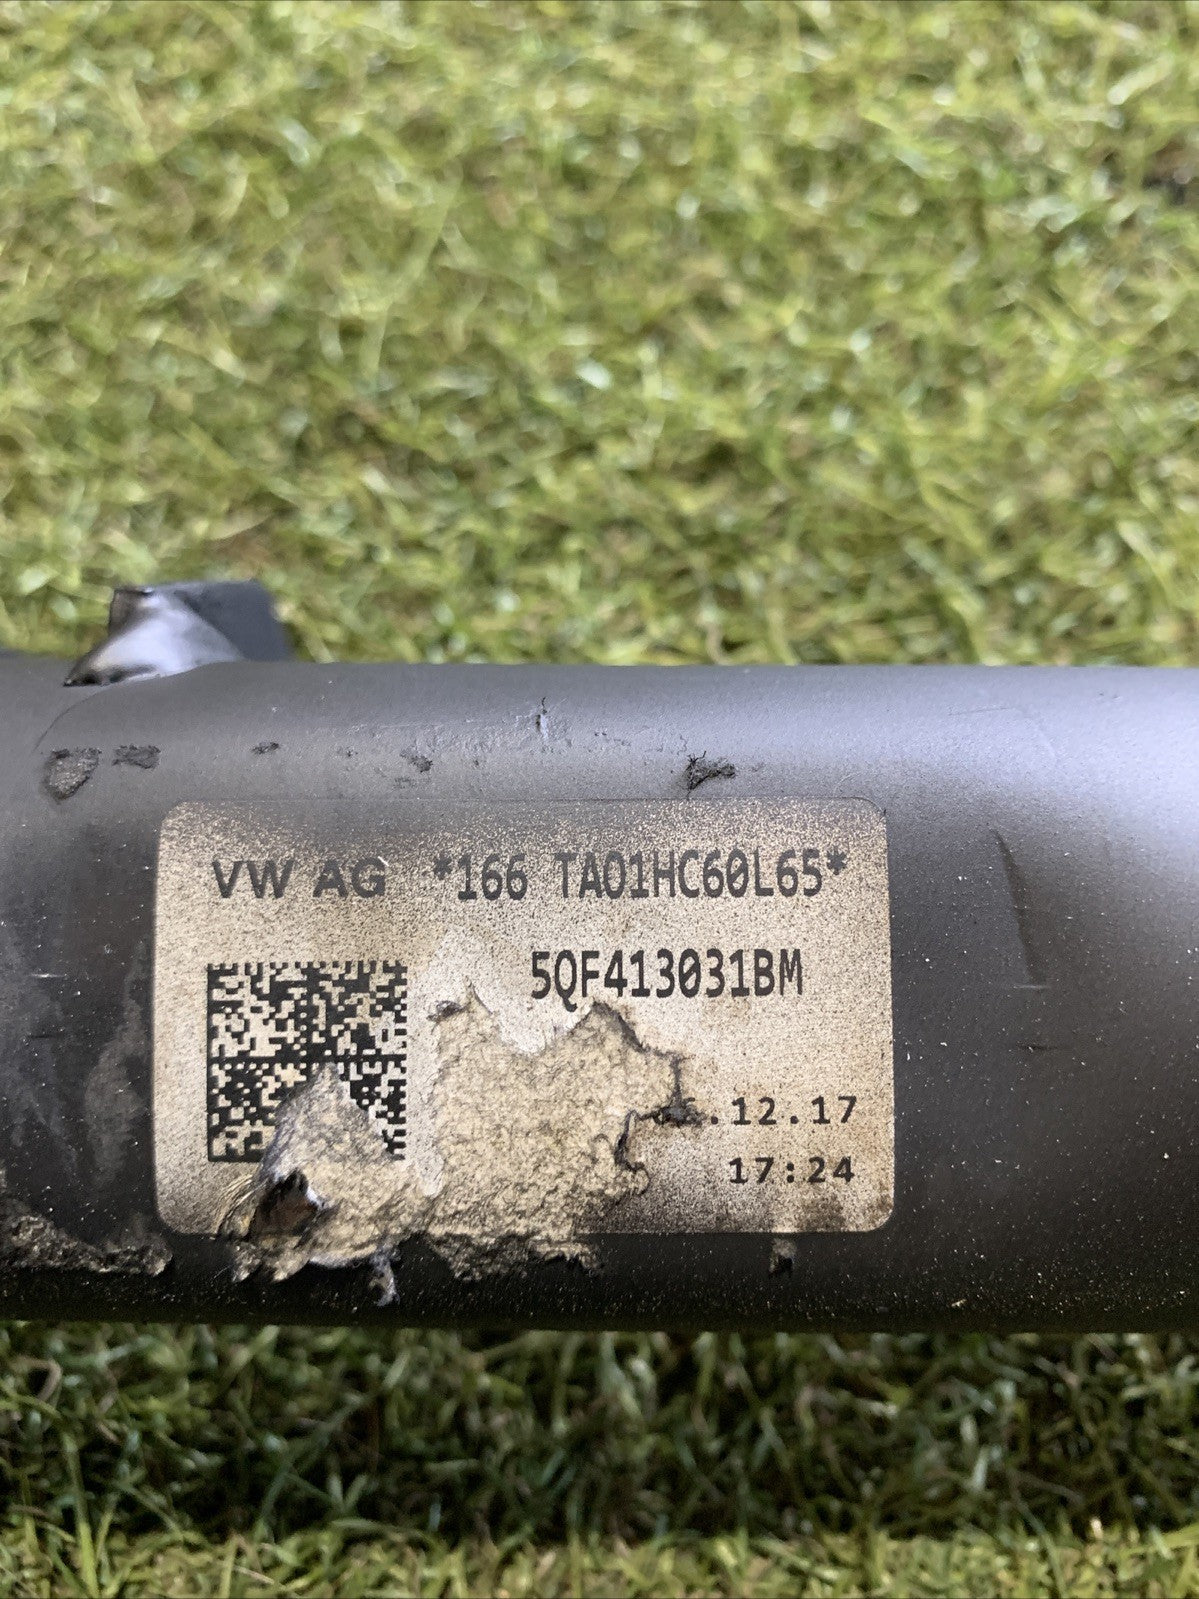 VW AG *166 TA01HC60L65*
5QF413031BM
.12.17
17:24